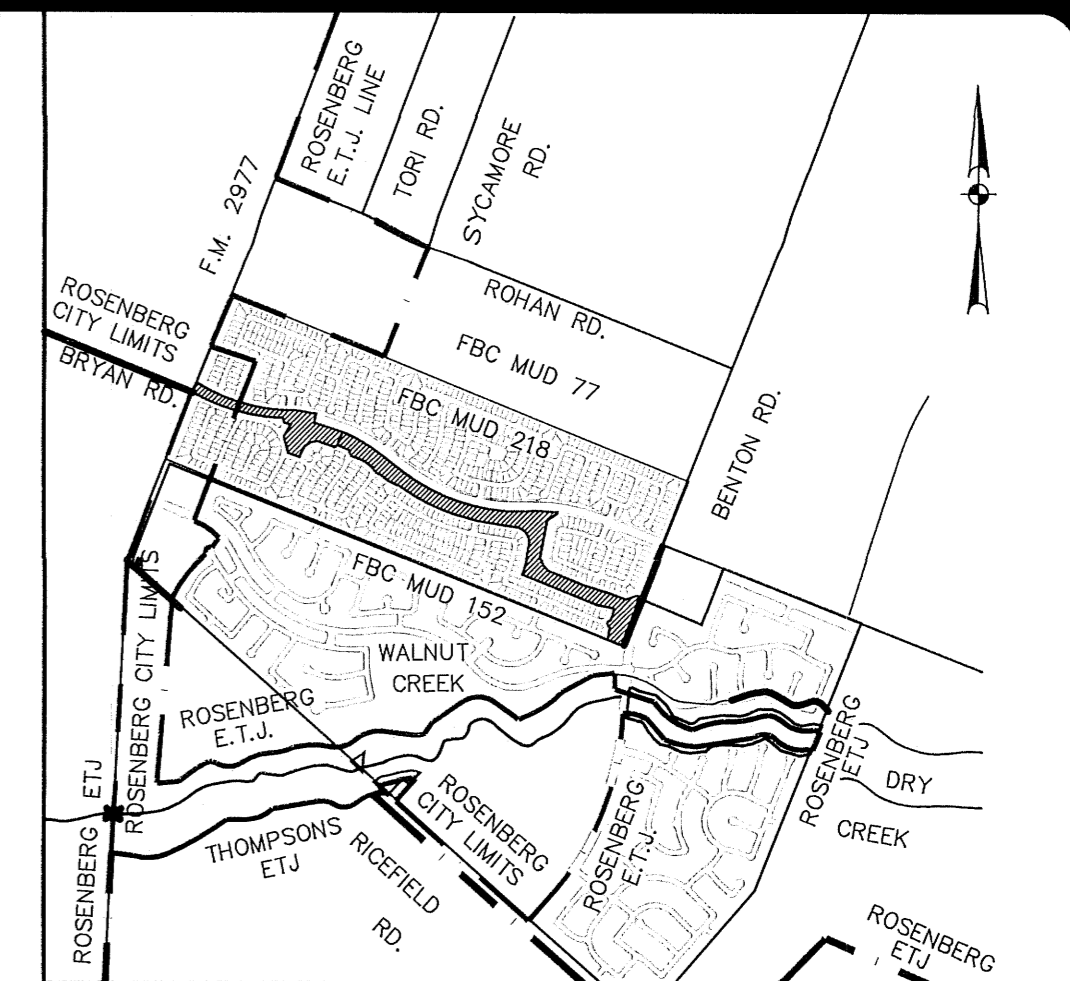 ROSENBERG
E.T.J. LINE
TORI RD.
SYCAMORE
RD.
F.M. 2977
ROSENBERG
CITY LIMITS
BRYAN RD.
ROHAN RD.
FBC MUD 77
FBC MUD 218
BENTON RD.
FBC MUD 152
WALNUT
CREEK
ROSENBERG CITY LIMITS
ROSENBERG
E.T.J.
ROSENBERG ETJ
THOMPSONS
ETJ
RICEFIELD
RD.
ROSENBERG
CITY LIMITS
ROSENBERG
E.T.J.
ROSENBERG
ETJ
DRY
CREEK
ROSENBERG
ETJ